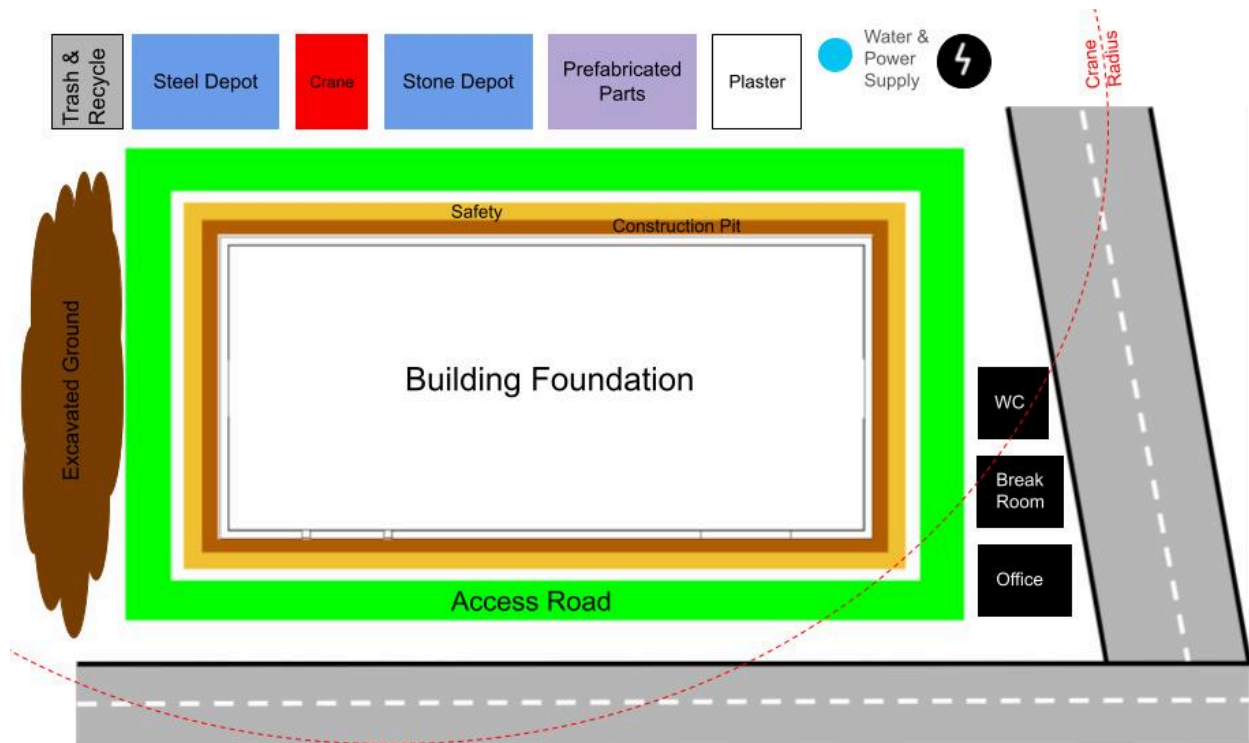 Trash &
Recycle
Steel Depot
Crane
Stone Depot
Prefabricated
Parts
Plaster
Water &
Power
Supply
Crane
Radius
Safety
Construction Pit
Excavated Ground
Building Foundation
WC
Break
Room
Office
Access Road